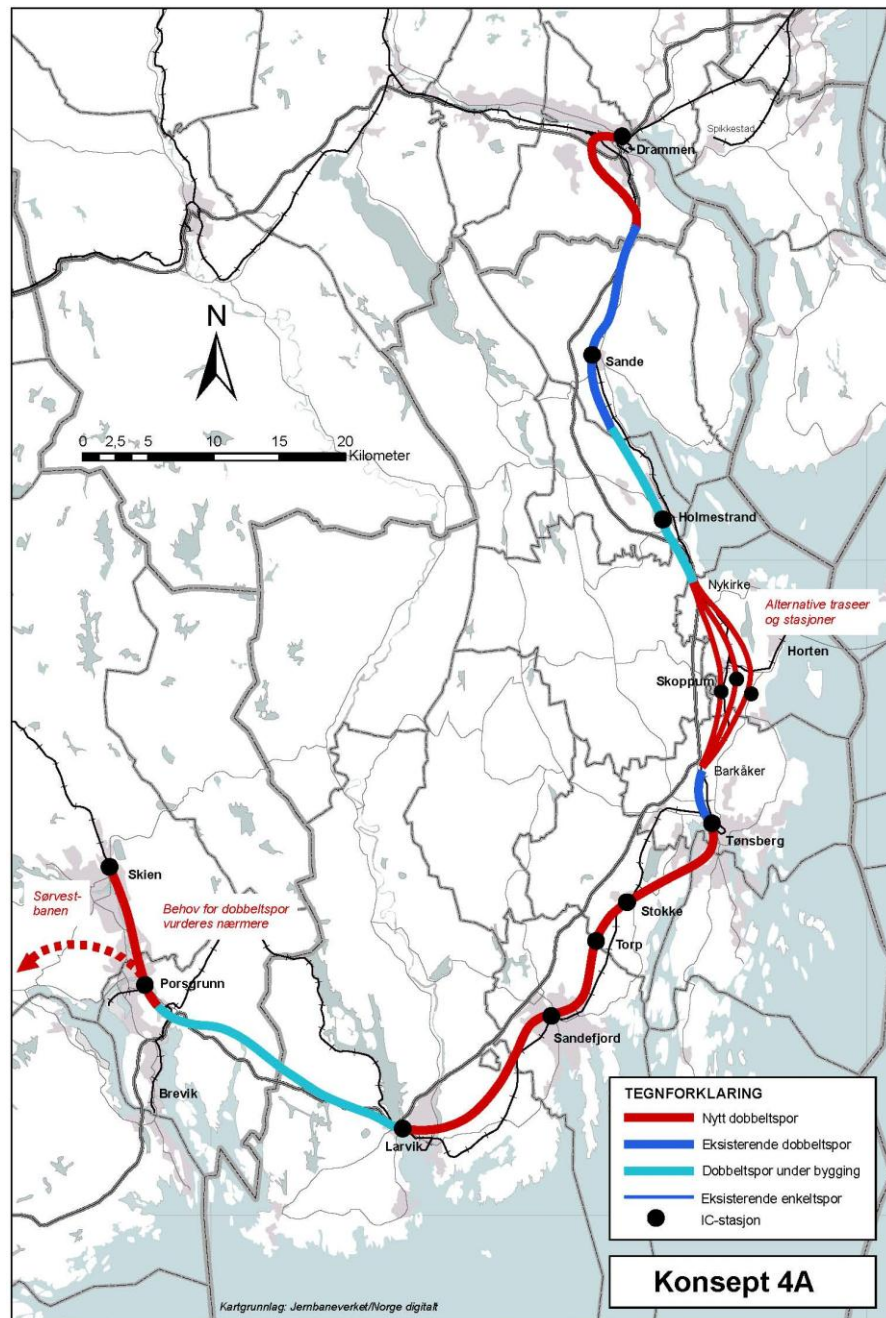 Spikkestad
Drammen
N
Sande
0 2,5 5 10 15 20
Kilometer
Holmestrand
Nykirke
Alternative traseer
og stasjoner
Horten
Skoppum
Barkåker
Tønsberg
Skien
Stokke
Sørvest-
banen
Behov for dobbeltspor
vurderes nærmere
Torp
Porsgrunn
Sandefjord
Brevik
Larvik
TEGNFORKLARING
Nytt dobbeltspor
Eksisterende dobbeltspor
Dobbeltspor under bygging
Eksisterende enkeltspor
IC-stasjon
Konsept 4A
Kartgrunnlag: Jernbaneverket/Norge digitalt